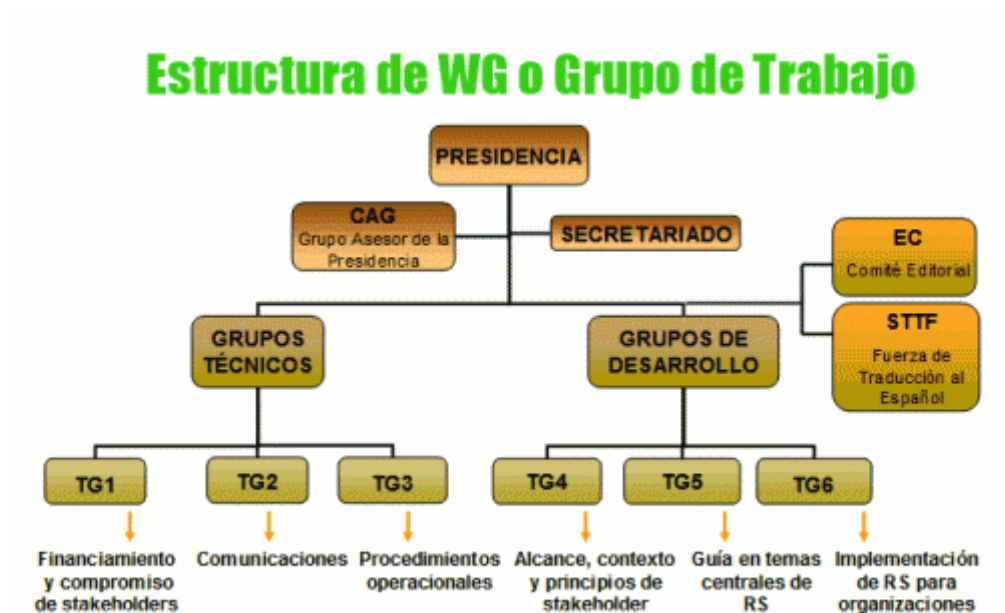 Estructura de WG o Grupo de Trabajo
PRESIDENCIA
CAG
Grupo Asesor de la
Presidencia
SECRETARIADO
EC
Comité Editorial
STTF
Fuerza de
Traducción al
Español
GRUPOS
TÉCNICOS
GRUPOS DE
DESARROLLO
TG1
TG2
TG3
TG4
TG5
TG6
Financiamiento
y compromiso
de stakeholders
Comunicaciones
Procedimientos
operacionales
Alcance, contexto
y principios de
stakeholder
Guía en temas
centrales de
RS
Implementación
de RS para
organizaciones